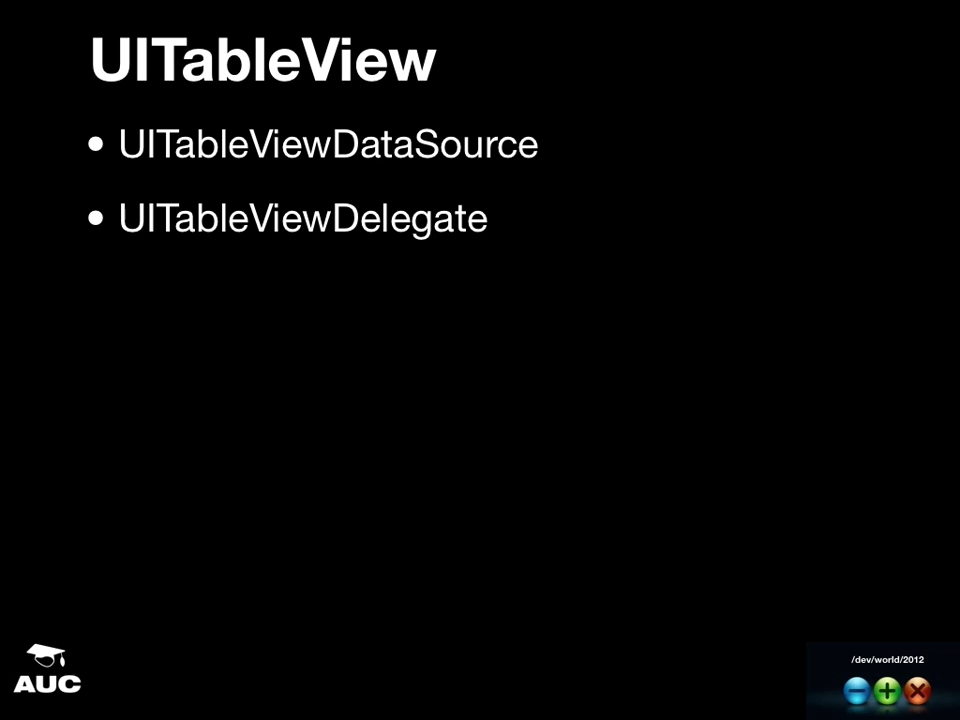 UITableView
• UITableViewDataSource
• UITableViewDelegate
AUC
/dev/world/2012